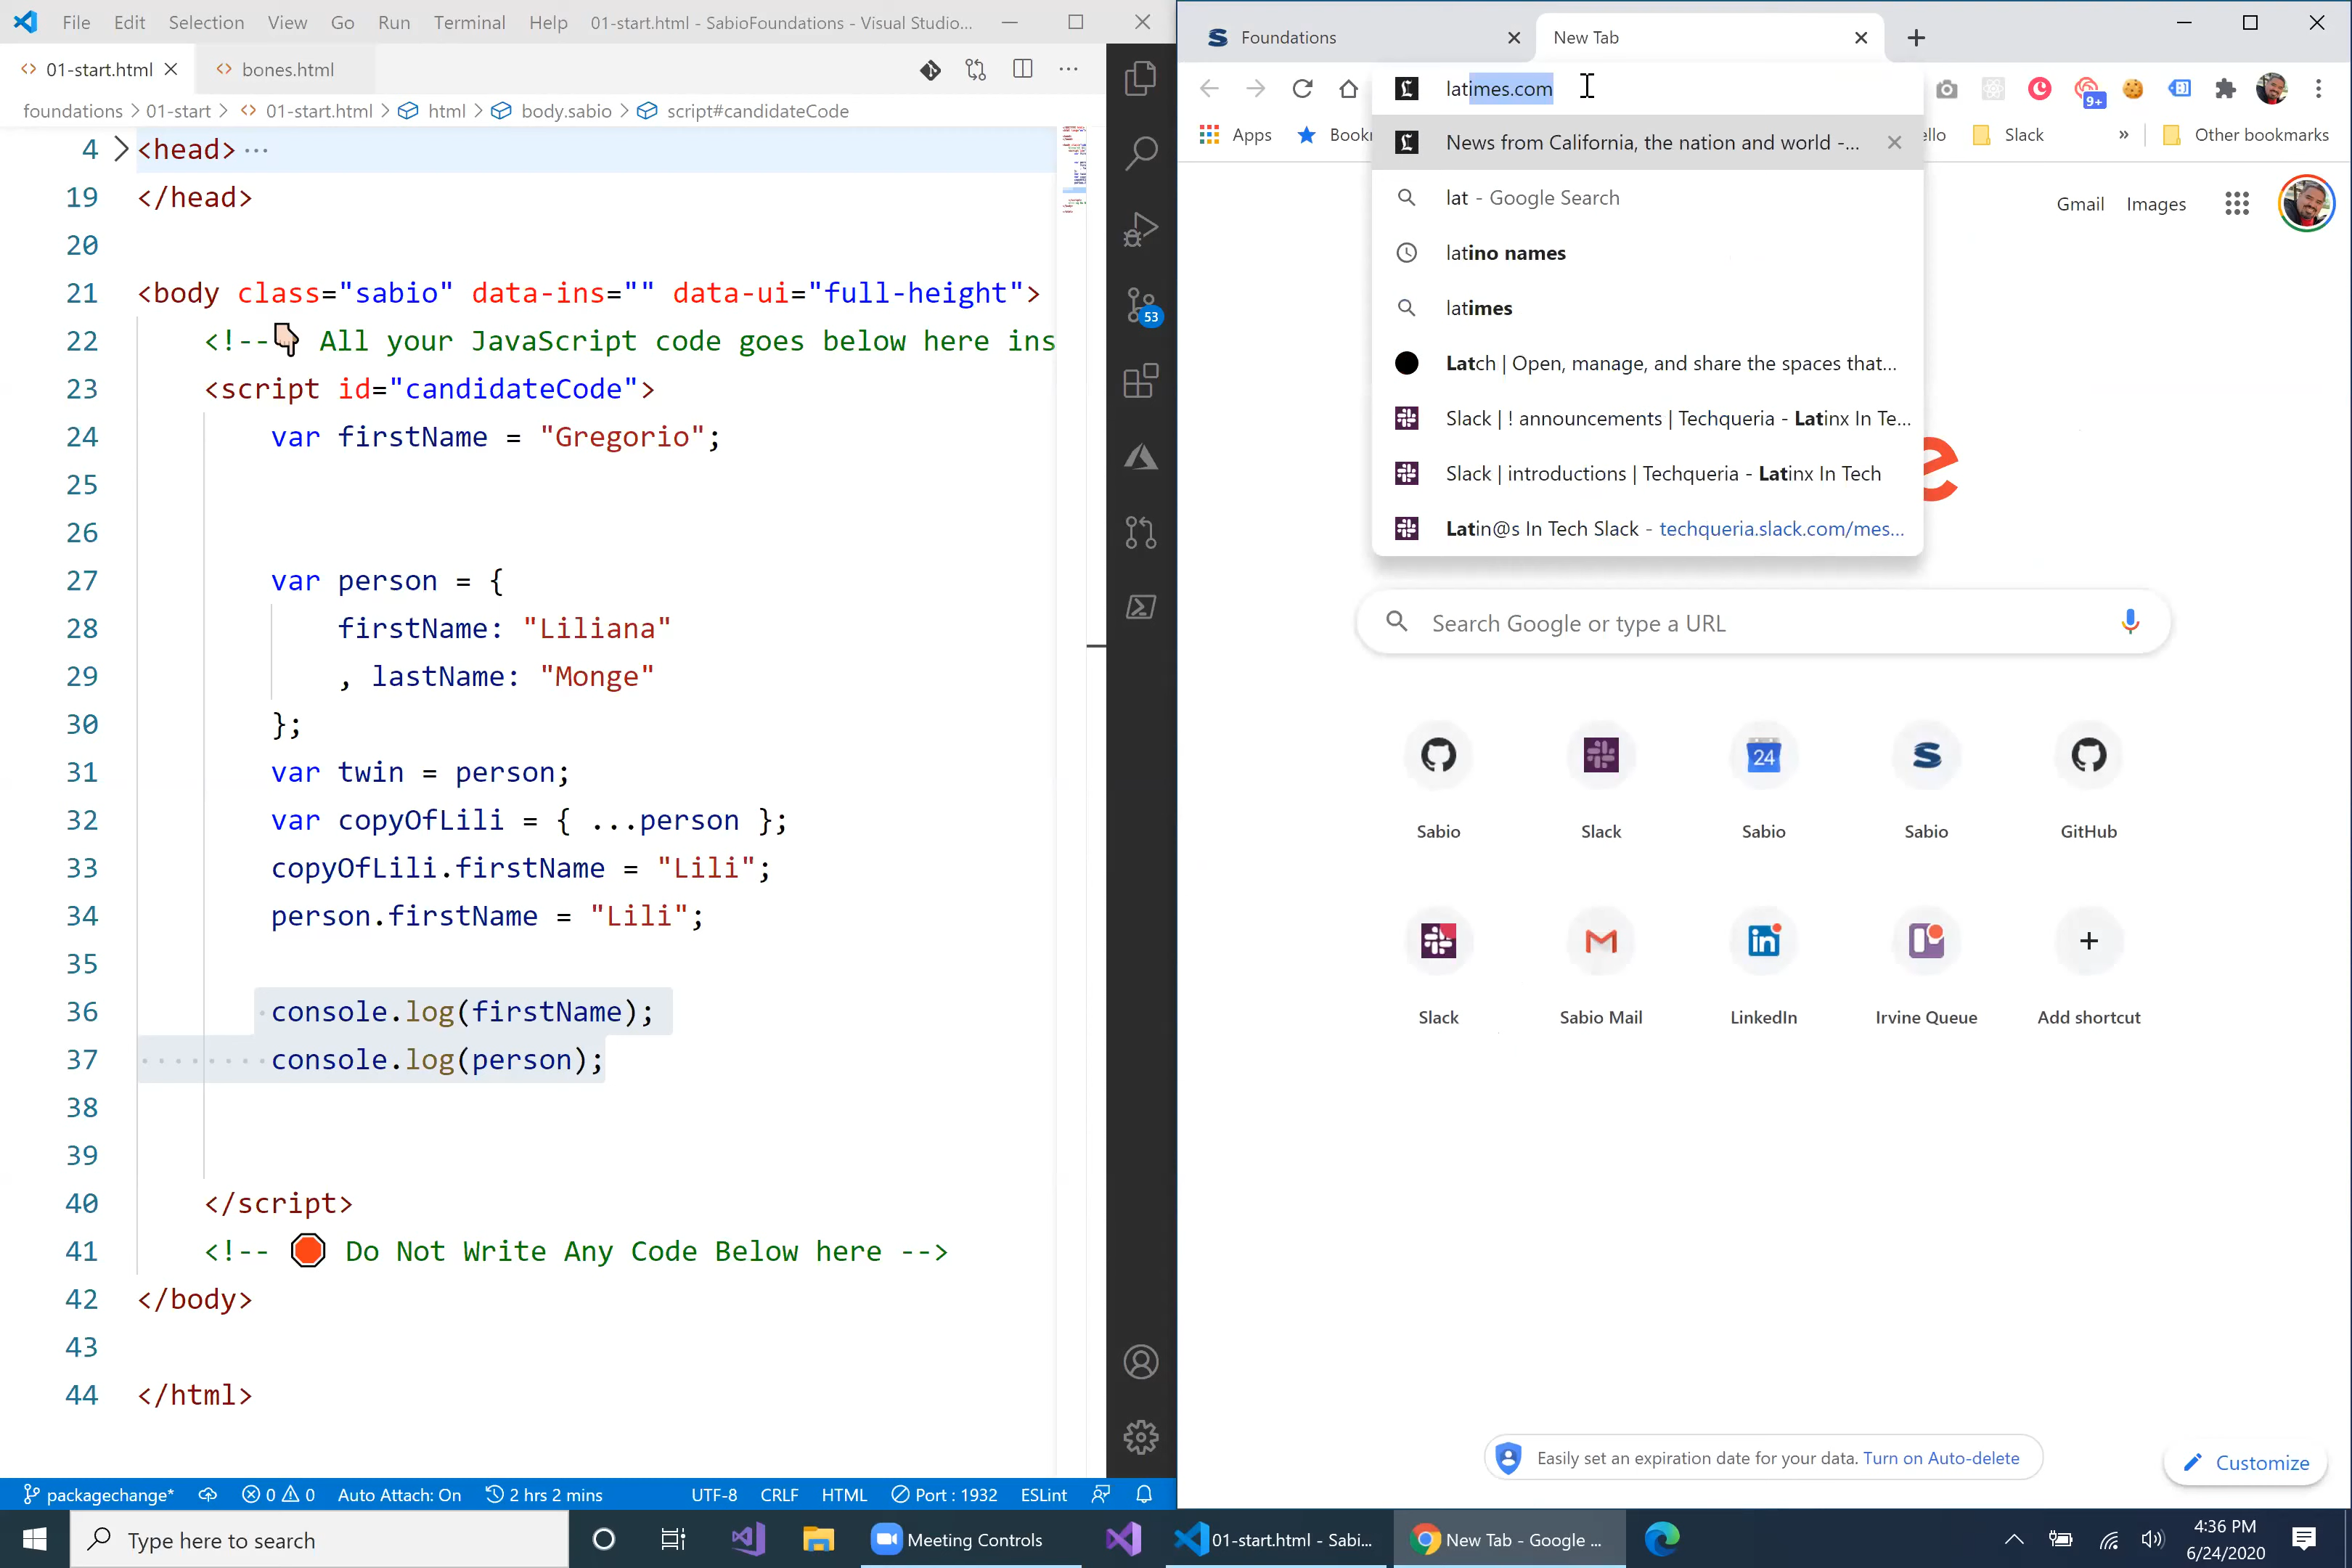 File Edit Selection View Go Run Terminal Help 01-start.html - SabioFoundations - Visual Studio...
01-start.html bones.html
foundations > 01-start > 01-start.html > html > body.sabio > script#candidateCode
4 <head> ...
19 </head>
20
21 <body class="sabio" data-ins="" data-ui="full-height">
22 <!--👇🏻 All your JavaScript code goes below here ins
23 <script id="candidateCode">
24 var firstName = "Gregorio";
25
26
27 var person = {
28 firstName: "Liliana"
29 , lastName: "Monge"
30 };
31 var twin = person;
32 var copyOfLili = { ...person };
33 copyOfLili.firstName = "Lili";
34 person.firstName = "Lili";
35
36 console.log(firstName);
37 console.log(person);
38
39
40 </script>
41 <!-- 🛑 Do Not Write Any Code Below here -->
42 </body>
43
44 </html>
53
packagechange* 0 0 Auto Attach: On 2 hrs 2 mins UTF-8 CRLF HTML Port : 1932 ESLint
Foundations New Tab
latimes.com
9+
Apps Bookr ello Slack » Other bookmarks
News from California, the nation and world -...
lat - Google Search
latino names
latimes
Latch | Open, manage, and share the spaces that...
Slack | ! announcements | Techqueria - Latinx In Te...
Slack | introductions | Techqueria - Latinx In Tech
Latin@s In Tech Slack - techqueria.slack.com/mes...
Gmail Images
e
Search Google or type a URL
24
Sabio Slack Sabio Sabio GitHub
Slack Sabio Mail LinkedIn Irvine Queue Add shortcut
Easily set an expiration date for your data. Turn on Auto-delete
Customize
Type here to search Meeting Controls 01-start.html - Sabi... New Tab - Google ... 4:36 PM
6/24/2020